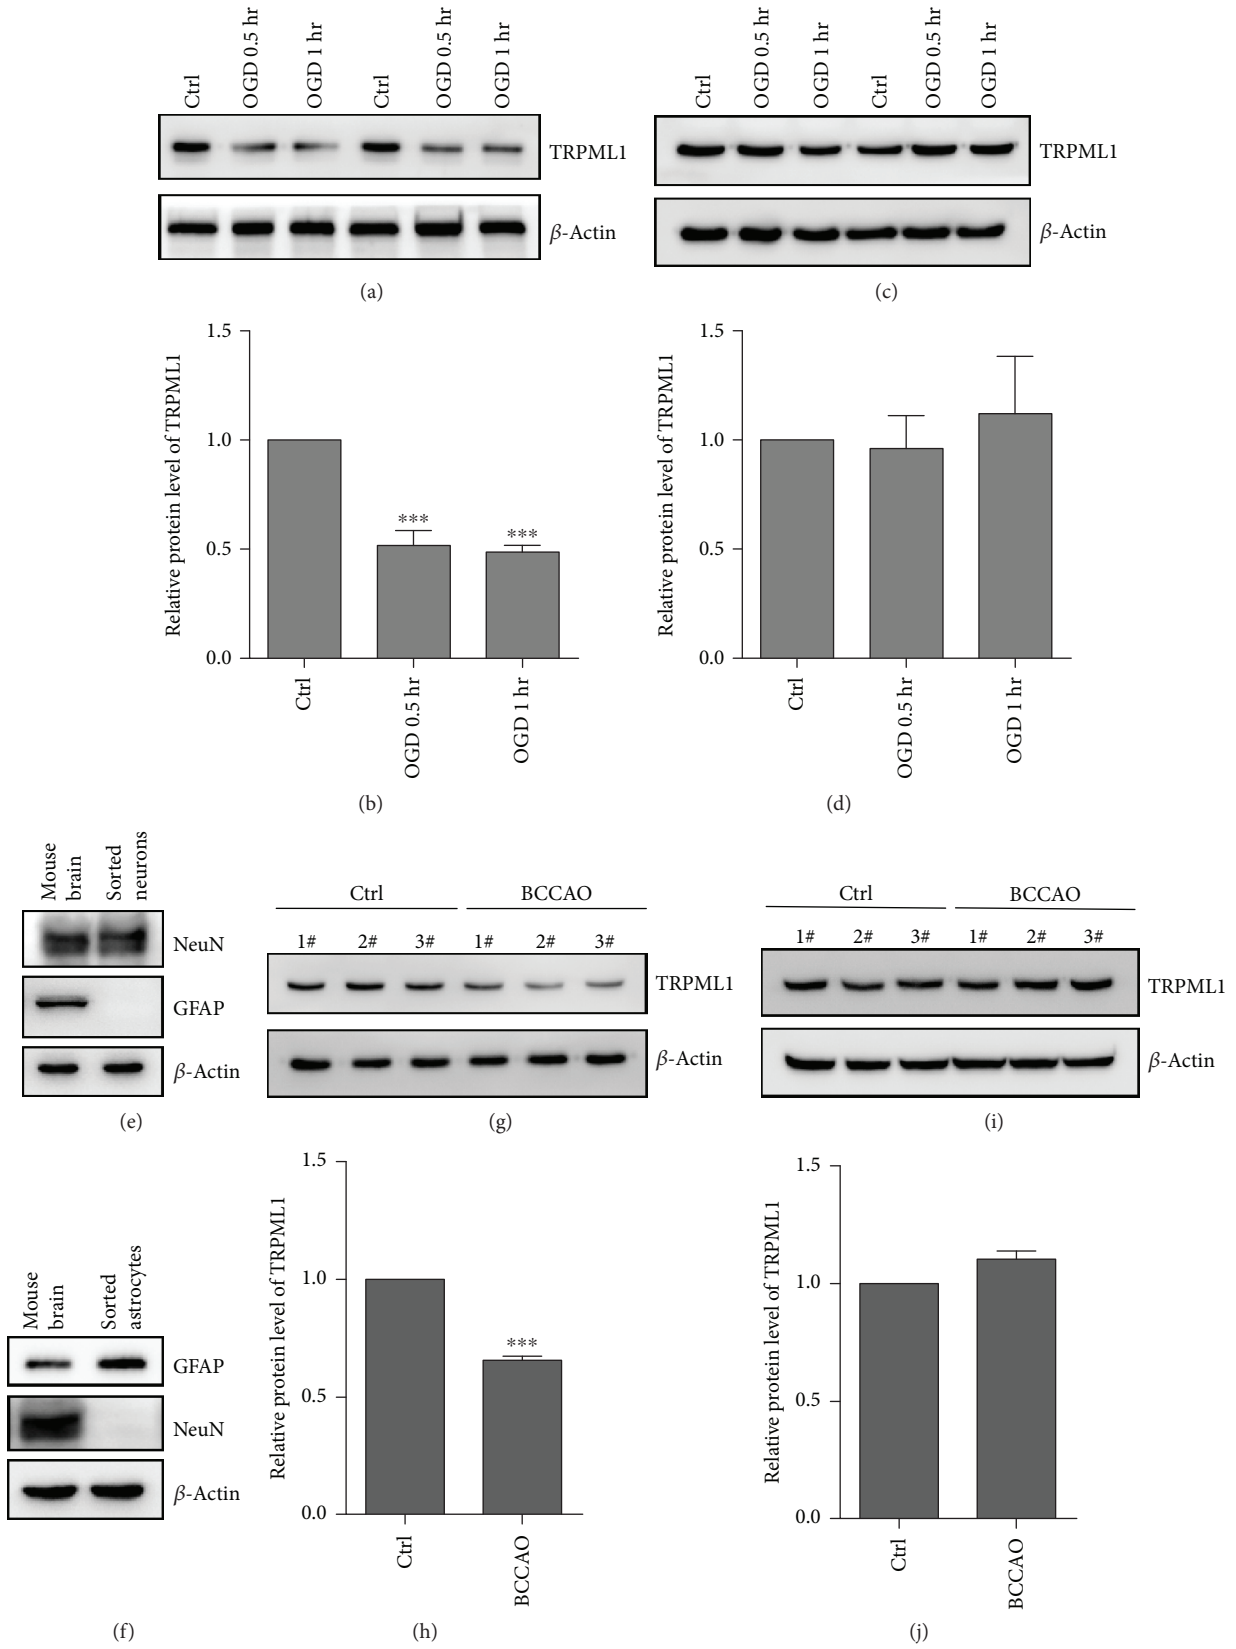 Ctrl
OGD 0.5 hr
OGD 1 hr
Ctrl
OGD 0.5 hr
OGD 1 hr
TRPML1
β-Actin
(a)
Ctrl
OGD 0.5 hr
OGD 1 hr
Ctrl
OGD 0.5 hr
OGD 1 hr
TRPML1
β-Actin
(c)
Relative protein level of TRPML1
1.5
1.0
0.5
0.0
***
***
Ctrl
OGD 0.5 hr
OGD 1 hr
(b)
Relative protein level of TRPML1
1.5
1.0
0.5
0.0
Ctrl
OGD 0.5 hr
OGD 1 hr
(d)
Mouse
brain
Sorted
neurons
NeuN
GFAP
β-Actin
(e)
Ctrl BCCAO
1# 2# 3# 1# 2# 3#
TRPML1
β-Actin
(g)
Ctrl BCCAO
1# 2# 3# 1# 2# 3#
TRPML1
β-Actin
(i)
Mouse
brain
Sorted
astrocytes
GFAP
NeuN
β-Actin
(f)
Relative protein level of TRPML1
1.5
1.0
0.5
0.0
***
Ctrl
BCCAO
(h)
Relative protein level of TRPML1
1.5
1.0
0.5
0.0
Ctrl
BCCAO
(j)